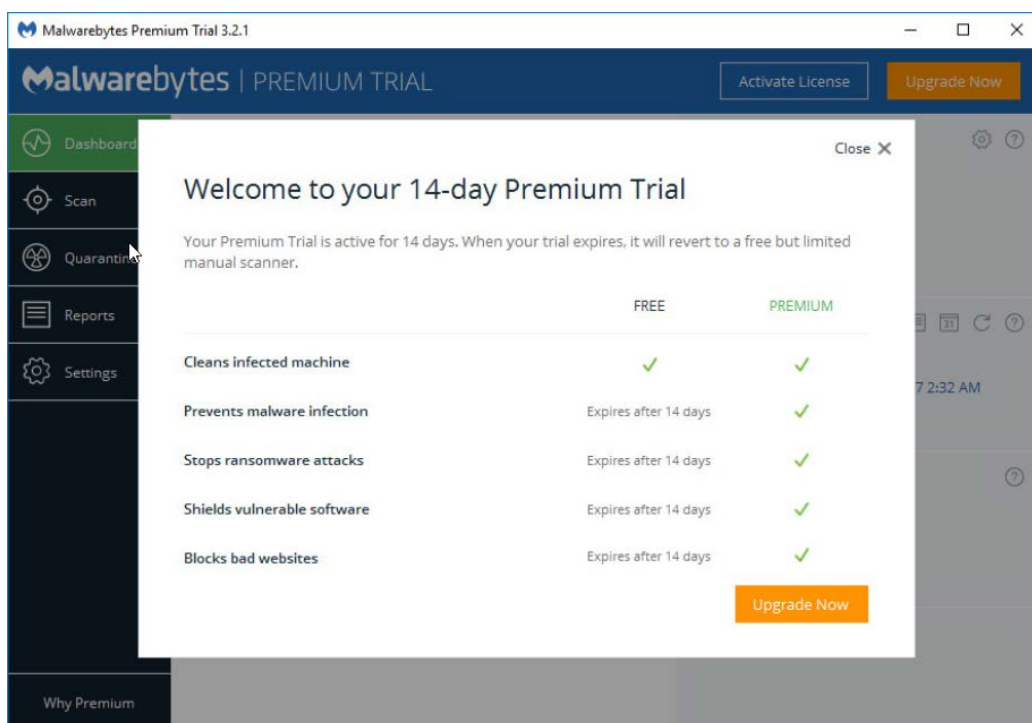 Malwarebytes Premium Trial 3.2.1
Malwarebytes | PREMIUM TRIAL
Activate License
Upgrade Now
Dashboard
Scan
Quarantine
Reports
Settings
Why Premium
Close
Welcome to your 14-day Premium Trial
Your Premium Trial is active for 14 days. When your trial expires, it will revert to a free but limited
manual scanner.
FREE PREMIUM
Cleans infected machine
Prevents malware infection Expires after 14 days
Stops ransomware attacks Expires after 14 days
Shields vulnerable software Expires after 14 days
Blocks bad websites Expires after 14 days
Upgrade Now
31
7 2:32 AM